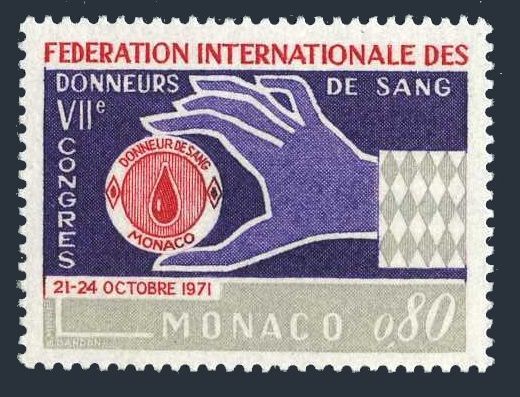 FEDERATION INTERNATIONALE DES
DONNEURS DE SANG
VIIe
CONGRES
DONNEUR DE SANG
MONACO
21-24 OCTOBRE 1971
MONACO 0,80
GANDON